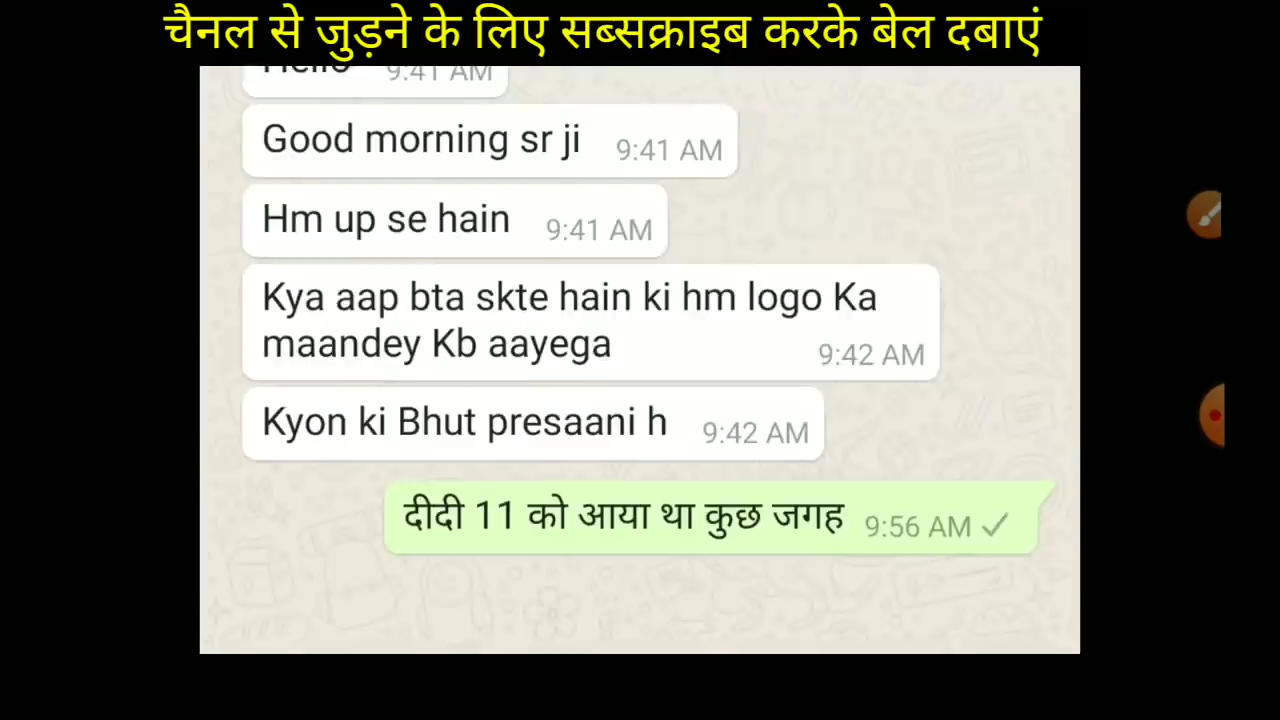 चैनल से जुड़ने के लिए सब्सक्राइब करके बेल दबाएं
Hello 9:41 AM
Good morning sr ji 9:41 AM
Hm up se hain 9:41 AM
Kya aap bta skte hain ki hm logo Ka
maandey Kb aayega 9:42 AM
Kyon ki Bhut presaani h 9:42 AM
दीदी 11 को आया था कुछ जगह 9:56 AM